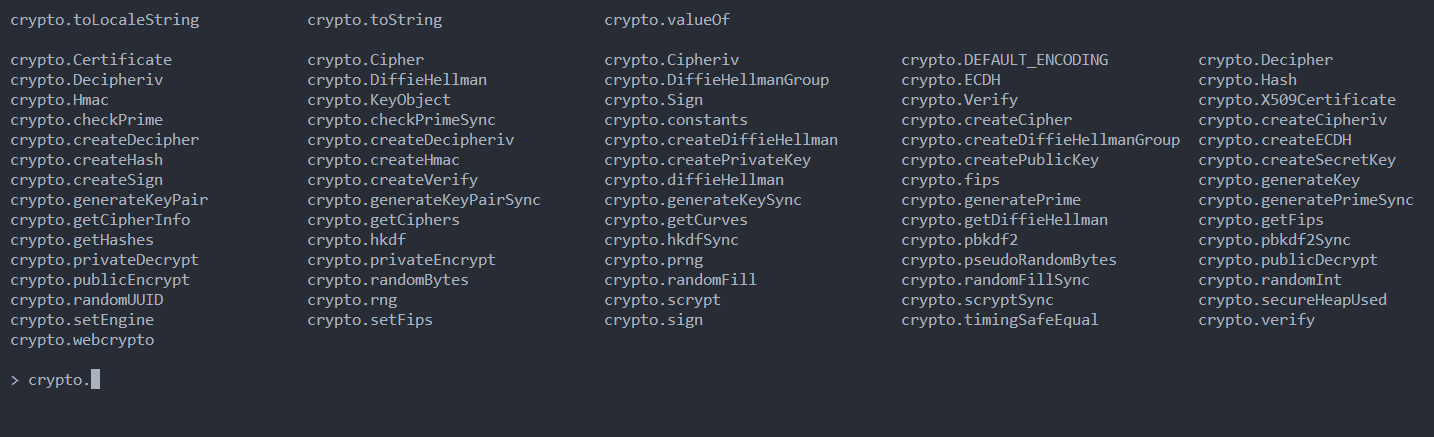 crypto.toLocaleString crypto.toString crypto.valueOf
crypto.Certificate crypto.Cipher crypto.Cipheriv crypto.DEFAULT_ENCODING crypto.Decipher
crypto.Decipheriv crypto.DiffieHellman crypto.DiffieHellmanGroup crypto.ECDH crypto.Hash
crypto.Hmac crypto.KeyObject crypto.Sign crypto.Verify crypto.X509Certificate
crypto.checkPrime crypto.checkPrimeSync crypto.constants crypto.createCipher crypto.createCipheriv
crypto.createDecipher crypto.createDecipheriv crypto.createDiffieHellman crypto.createDiffieHellmanGroup crypto.createECDH
crypto.createHash crypto.createHmac crypto.createPrivateKey crypto.createPublicKey crypto.createSecretKey
crypto.createSign crypto.createVerify crypto.diffieHellman crypto.fips crypto.generateKey
crypto.generateKeyPair crypto.generateKeyPairSync crypto.generateKeySync crypto.generatePrime crypto.generatePrimeSync
crypto.getCipherInfo crypto.getCiphers crypto.getCurves crypto.getDiffieHellman crypto.getFips
crypto.getHashes crypto.hkdf crypto.hkdfSync crypto.pbkdf2 crypto.pbkdf2Sync
crypto.privateDecrypt crypto.privateEncrypt crypto.prng crypto.pseudoRandomBytes crypto.publicDecrypt
crypto.publicEncrypt crypto.randomBytes crypto.randomFill crypto.randomFillSync crypto.randomInt
crypto.randomUUID crypto.rng crypto.scrypt crypto.scryptSync crypto.secureHeapUsed
crypto.setEngine crypto.setFips crypto.sign crypto.timingSafeEqual crypto.verify
crypto.webcrypto
> crypto.